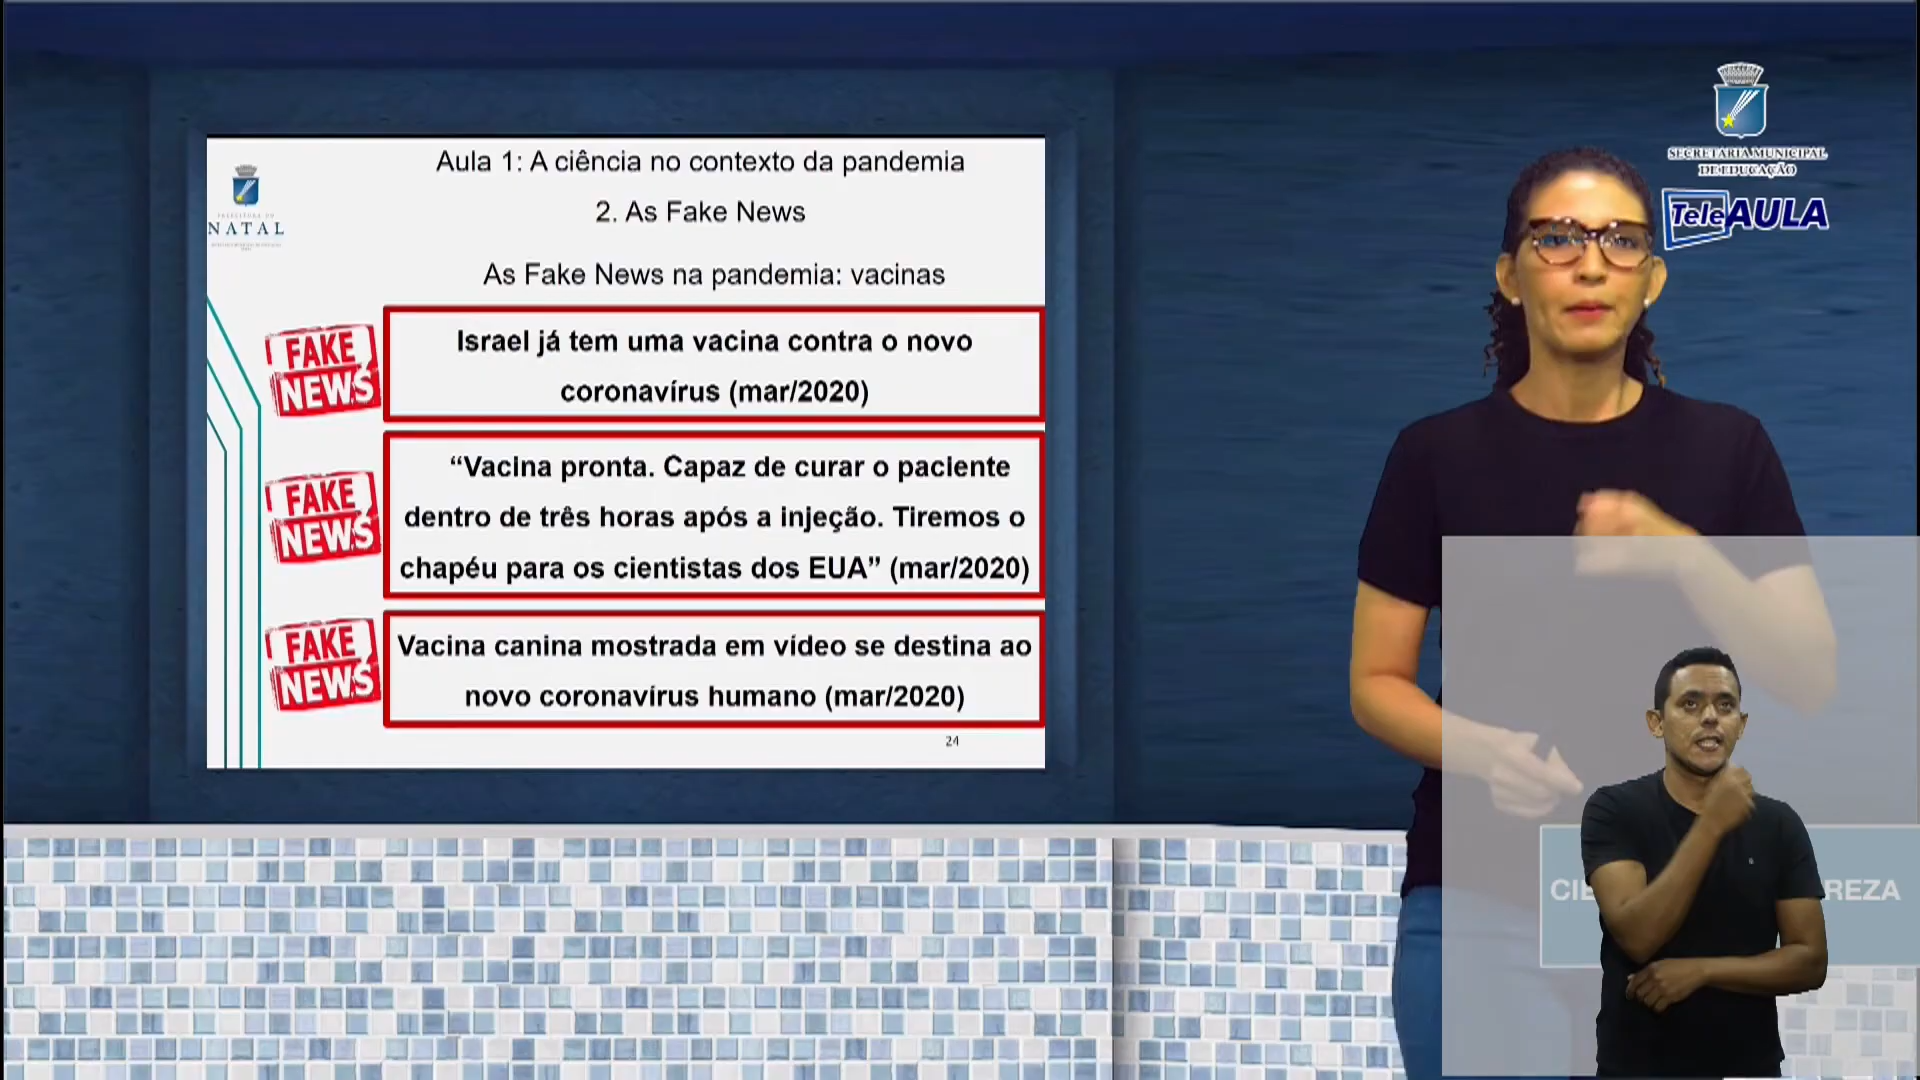 Aula 1: A ciência no contexto da pandemia
2. As Fake News
As Fake News na pandemia: vacinas
NATAL
FAKE
NEWS
Israel já tem uma vacina contra o novo
coronavírus (mar/2020)
FAKE
NEWS
“Vacina pronta. Capaz de curar o paciente
dentro de três horas após a injeção. Tiremos o
chapéu para os cientistas dos EUA” (mar/2020)
FAKE
NEWS
Vacina canina mostrada em vídeo se destina ao
novo coronavírus humano (mar/2020)
24
SECRETARIA MUNICIPAL
DE EDUCAÇÃO
TeleAULA